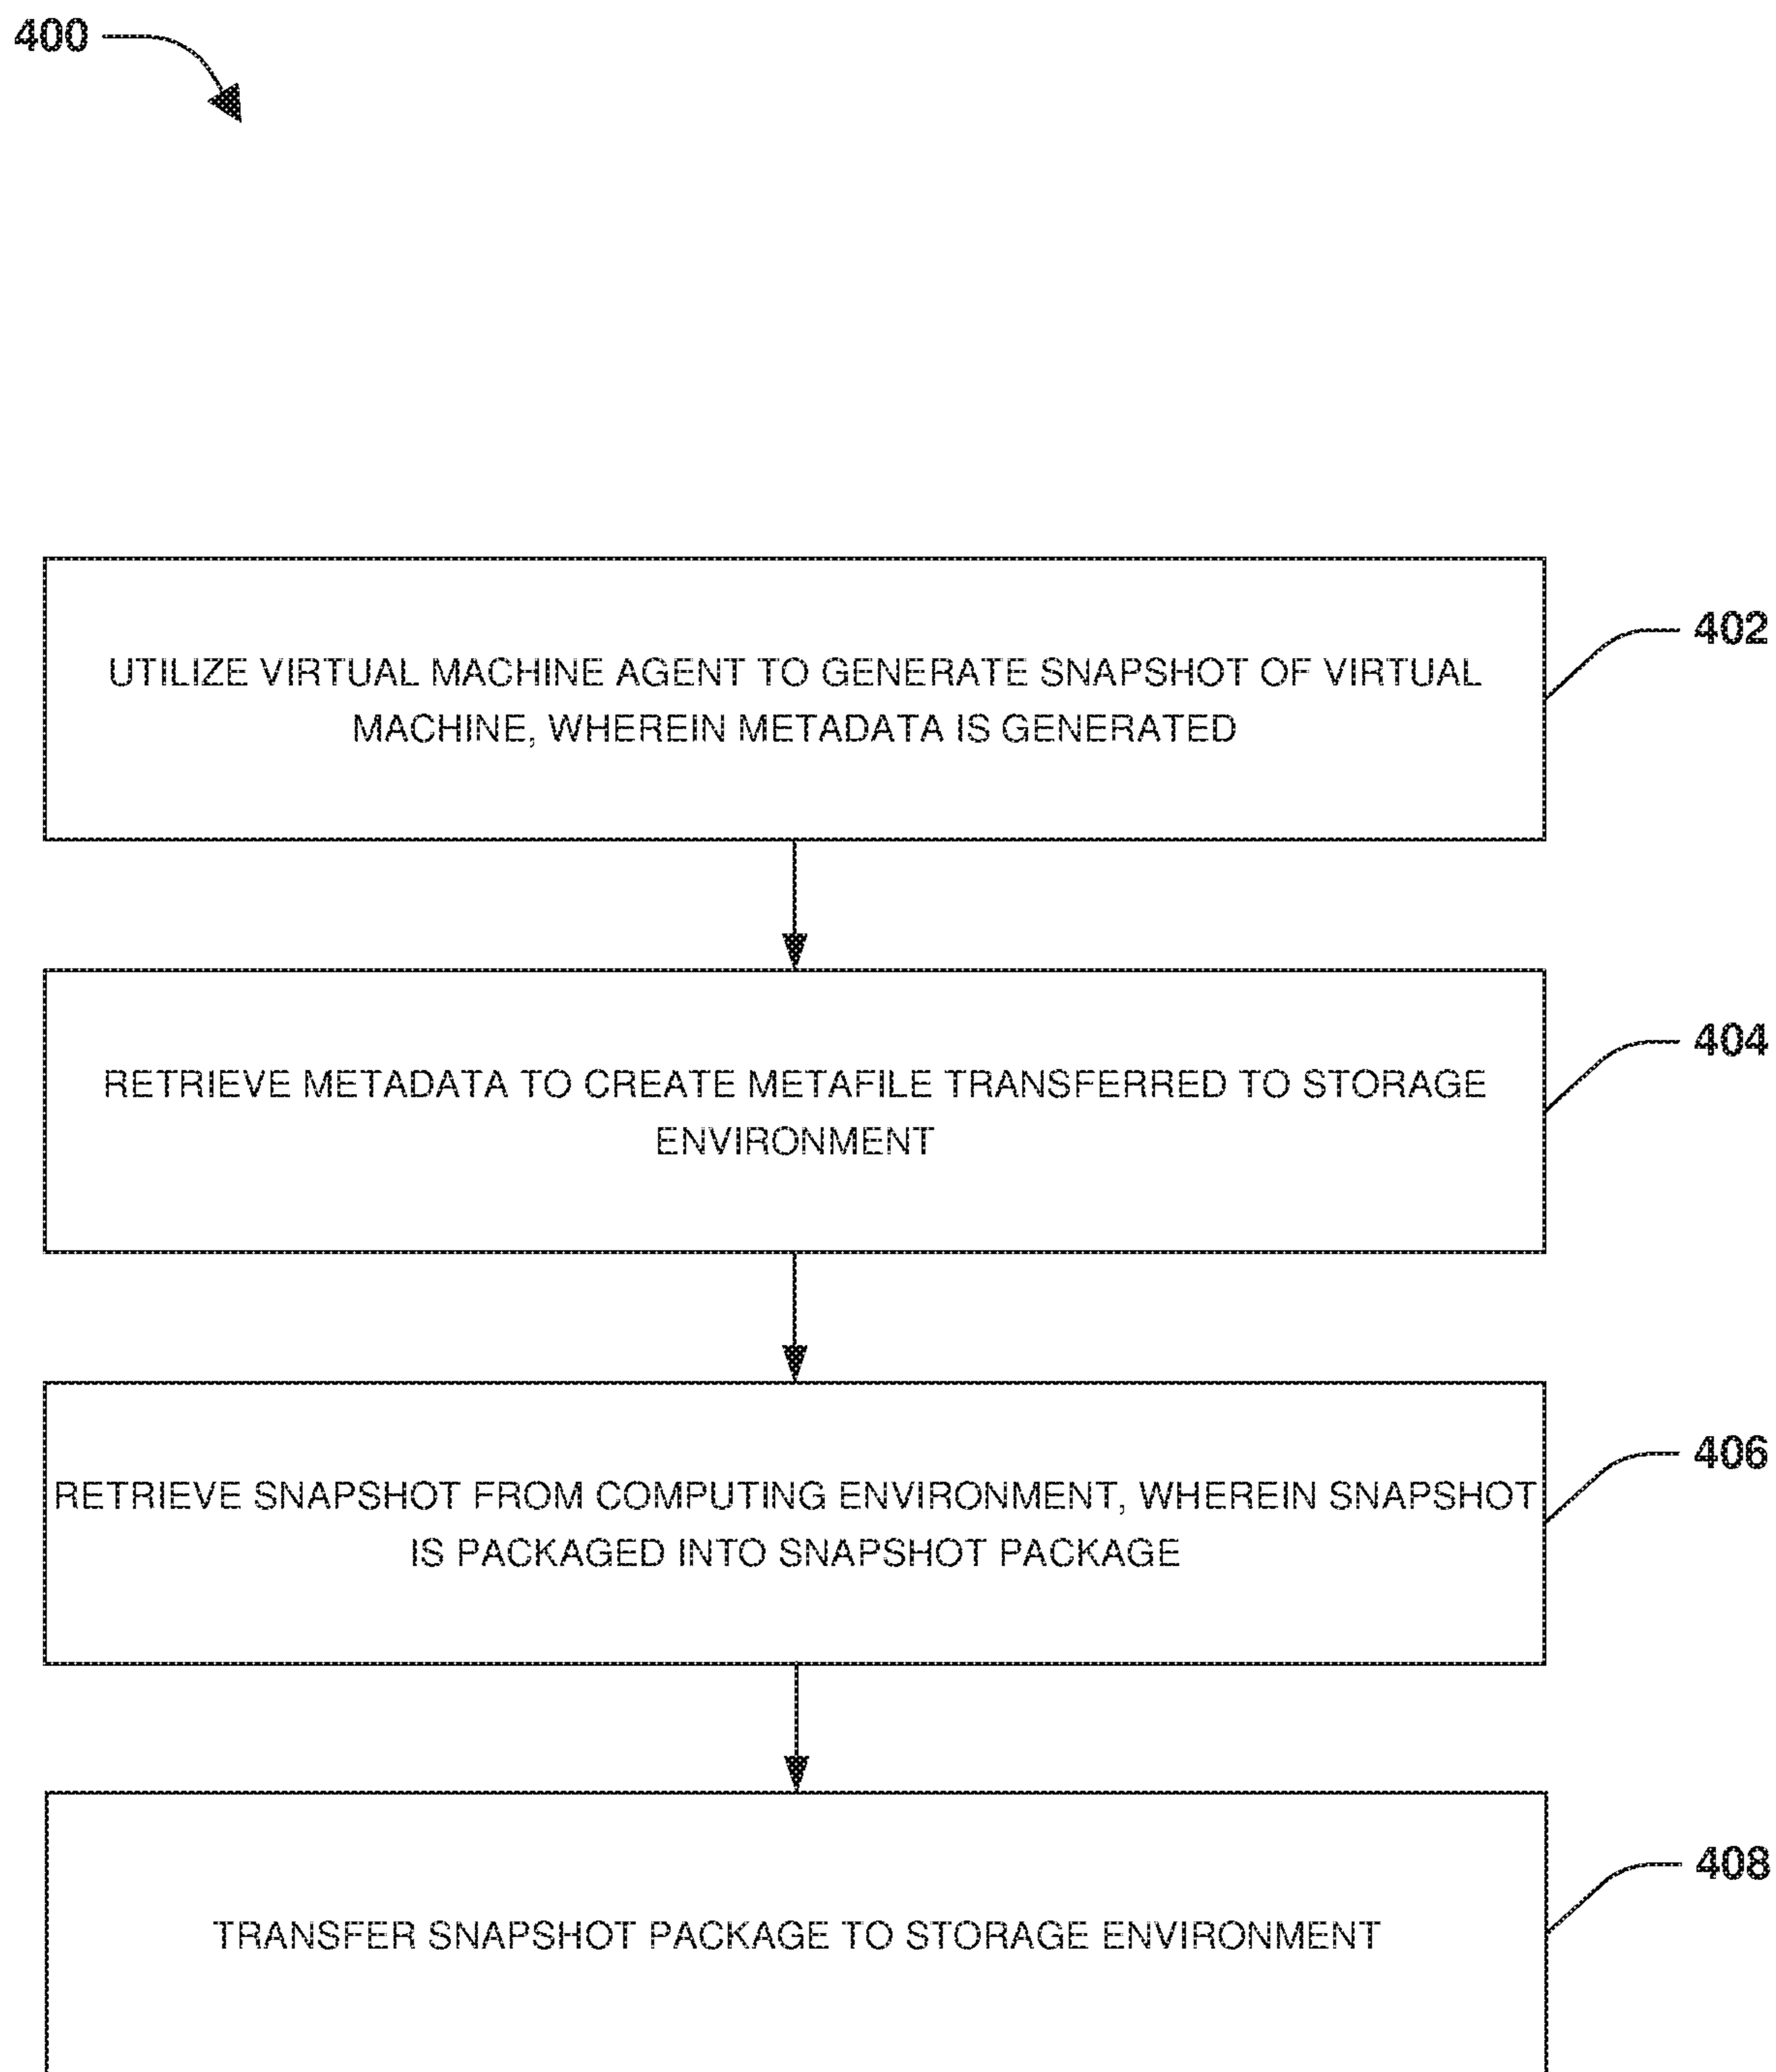 400
UTILIZE VIRTUAL MACHINE AGENT TO GENERATE SNAPSHOT OF VIRTUAL
MACHINE, WHEREIN METADATA IS GENERATED
402
RETRIEVE METADATA TO CREATE METAFILE TRANSFERRED TO STORAGE
ENVIRONMENT
404
RETRIEVE SNAPSHOT FROM COMPUTING ENVIRONMENT, WHEREIN SNAPSHOT
IS PACKAGED INTO SNAPSHOT PACKAGE
406
TRANSFER SNAPSHOT PACKAGE TO STORAGE ENVIRONMENT
408